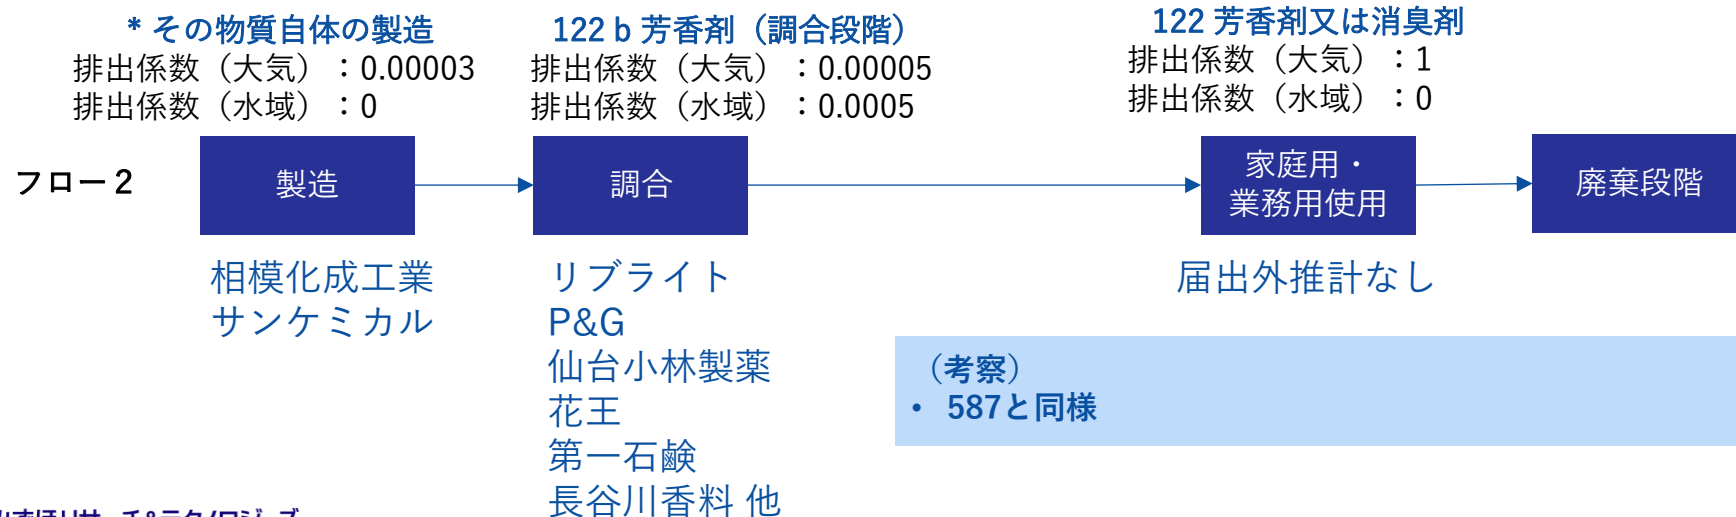 * その物質自体の製造
排出係数（大気）：0.00003
排出係数（水域）：0
122 b 芳香剤（調合段階）
排出係数（大気）：0.00005
排出係数（水域）：0.0005
122 芳香剤又は消臭剤
排出係数（大気）：1
排出係数（水域）：0
フロー2
製造
調合
家庭用・
業務用使用
廃棄段階
相模化成工業
サンケミカル
リブライト
P&G
仙台小林製薬
花王
第一石鹸
長谷川香料 他
届出外推計なし
（考察）
• 587と同様